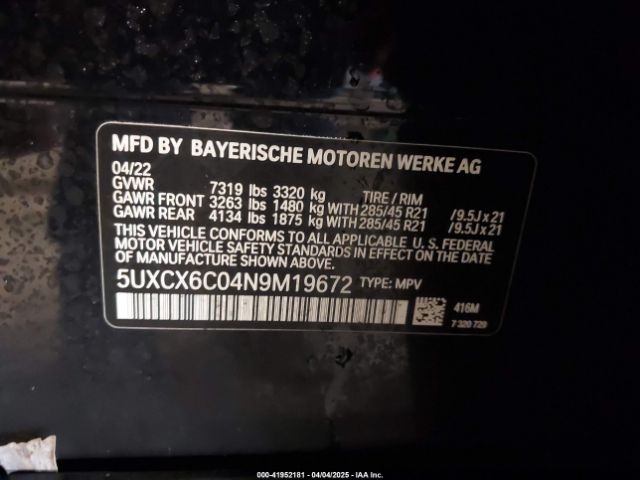 MFD BY BAYERISCHE MOTOREN WERKE AG
04/22
GVWR 7319 lbs 3320 kg TIRE / RIM
GAWR FRONT 3263 lbs 1480 kg WITH 285/45 R21 /9.5J x 21
GAWR REAR 4134 lbs 1875 kg WITH 285/45 R21 /9.5J x 21
THIS VEHICLE CONFORMS TO ALL APPLICABLE U. S. FEDERAL
MOTOR VEHICLE SAFETY STANDARDS IN EFFECT ON THE DATE
OF MANUFACTURE SHOWN ABOVE.
5UXCX6C04N9M19672 TYPE: MPV
416M
7 320 729
000-41952181 - 04/04/2025 - IAA Inc.